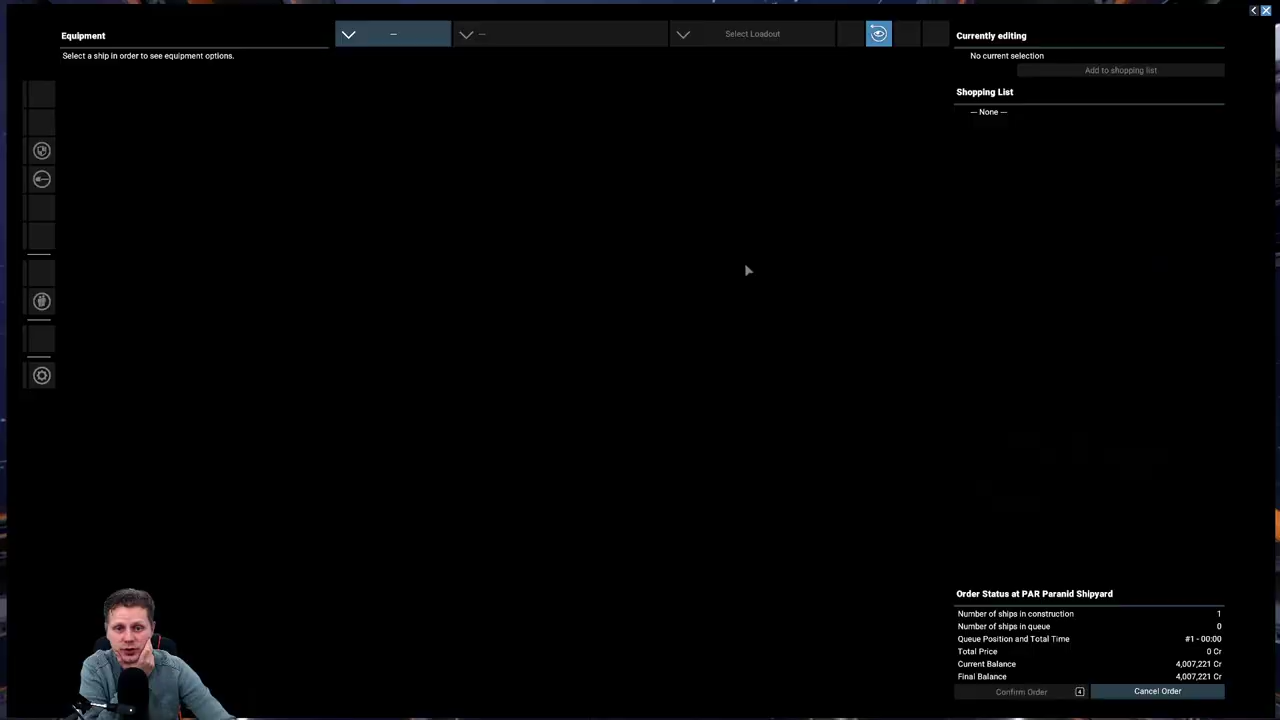 Equipment
Select a ship in order to see equipment options.
—
—
Select Loadout
Currently editing
No current selection
Add to shopping list
Shopping List
— None —
Order Status at PAR Paranid Shipyard
Number of ships in construction 1
Number of ships in queue 0
Queue Position and Total Time #1 - 00:00
Total Price 0 Cr
Current Balance 4,007,221 Cr
Final Balance 4,007,221 Cr
Confirm Order 4
Cancel Order